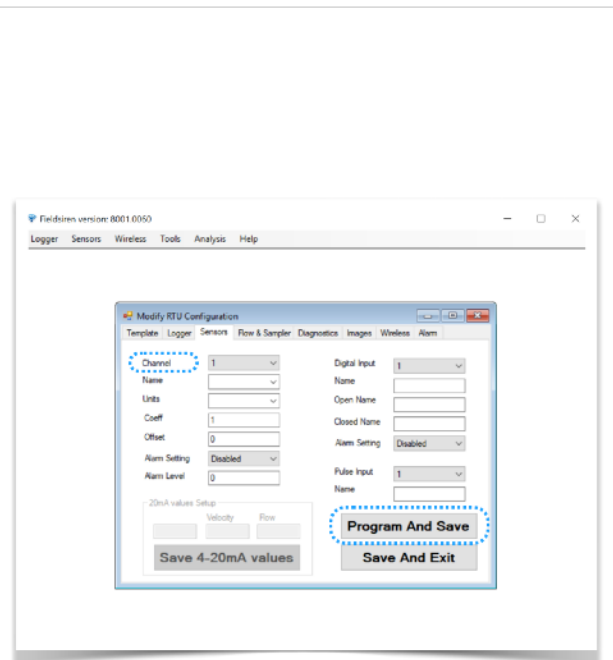 Fieldsiren version: 8001.0060
Logger Sensors Wireless Tools Analysis Help
Modify RTU Configuration
Template Logger Sensors Flow & Sampler Diagnostics Images Wireless Alarm
Channel 1
Name
Units
Coeff 1
Offset 0
Alarm Setting Disabled
Alarm Level 0
20mA values Setup
Velocity Flow
Save 4-20mA values
Digital Input 1
Name
Open Name
Closed Name
Alarm Setting Disabled
Pulse Input 1
Name
Program And Save
Save And Exit